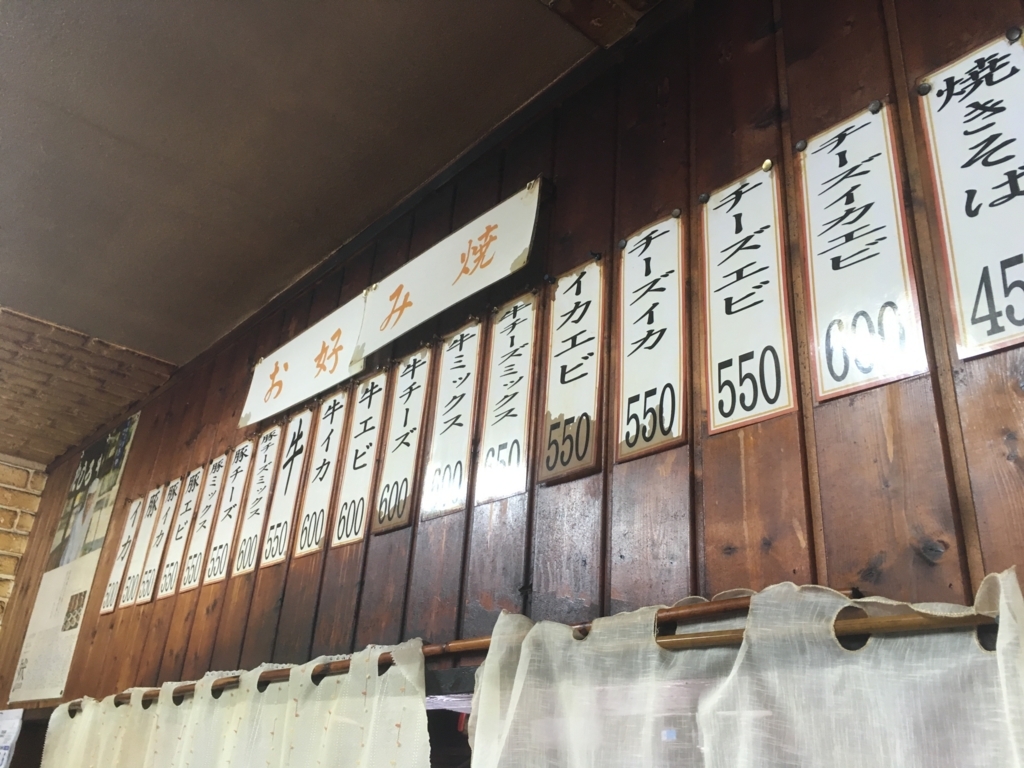 お好み焼
イカ
豚
500
豚イカ
550
豚エビ
550
豚ミックス
550
豚チーズ
550
豚チーズミックス
600
牛
550
牛イカ
600
牛エビ
600
牛チーズ
600
牛ミックス
600
牛チーズミックス
650
イカエビ
550
チーズイカ
550
チーズエビ
550
チーズイカエビ
600
焼きそば
45